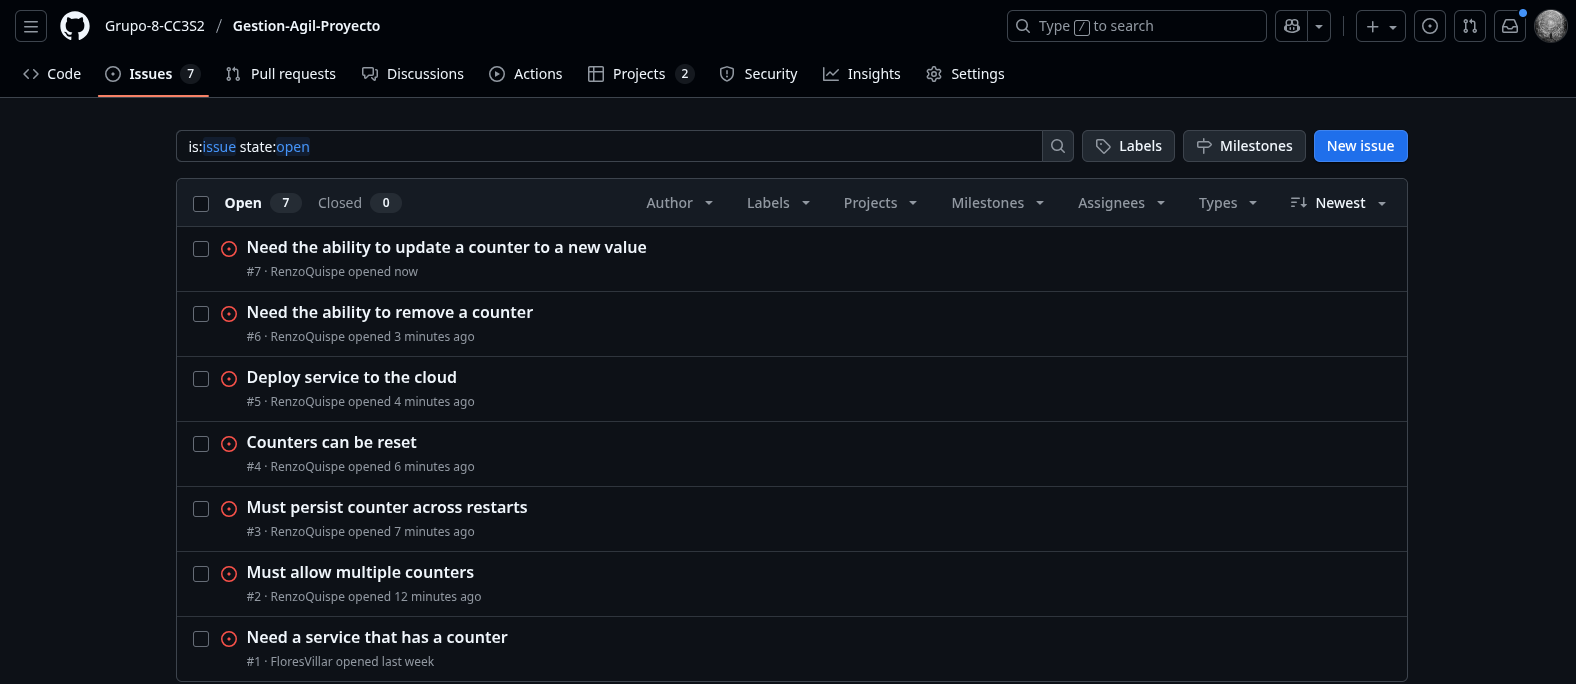 Grupo-8-CC3S2 / Gestion-Agil-Proyecto Type / to search
Code Issues 7 Pull requests Discussions Actions Projects 2 Security Insights Settings
is:issue state:open Labels Milestones New issue
Open 7 Closed 0 Author Labels Projects Milestones Assignees Types Newest
Need the ability to update a counter to a new value
#7 · RenzoQuispe opened now
Need the ability to remove a counter
#6 · RenzoQuispe opened 3 minutes ago
Deploy service to the cloud
#5 · RenzoQuispe opened 4 minutes ago
Counters can be reset
#4 · RenzoQuispe opened 6 minutes ago
Must persist counter across restarts
#3 · RenzoQuispe opened 7 minutes ago
Must allow multiple counters
#2 · RenzoQuispe opened 12 minutes ago
Need a service that has a counter
#1 · FloresVillar opened last week